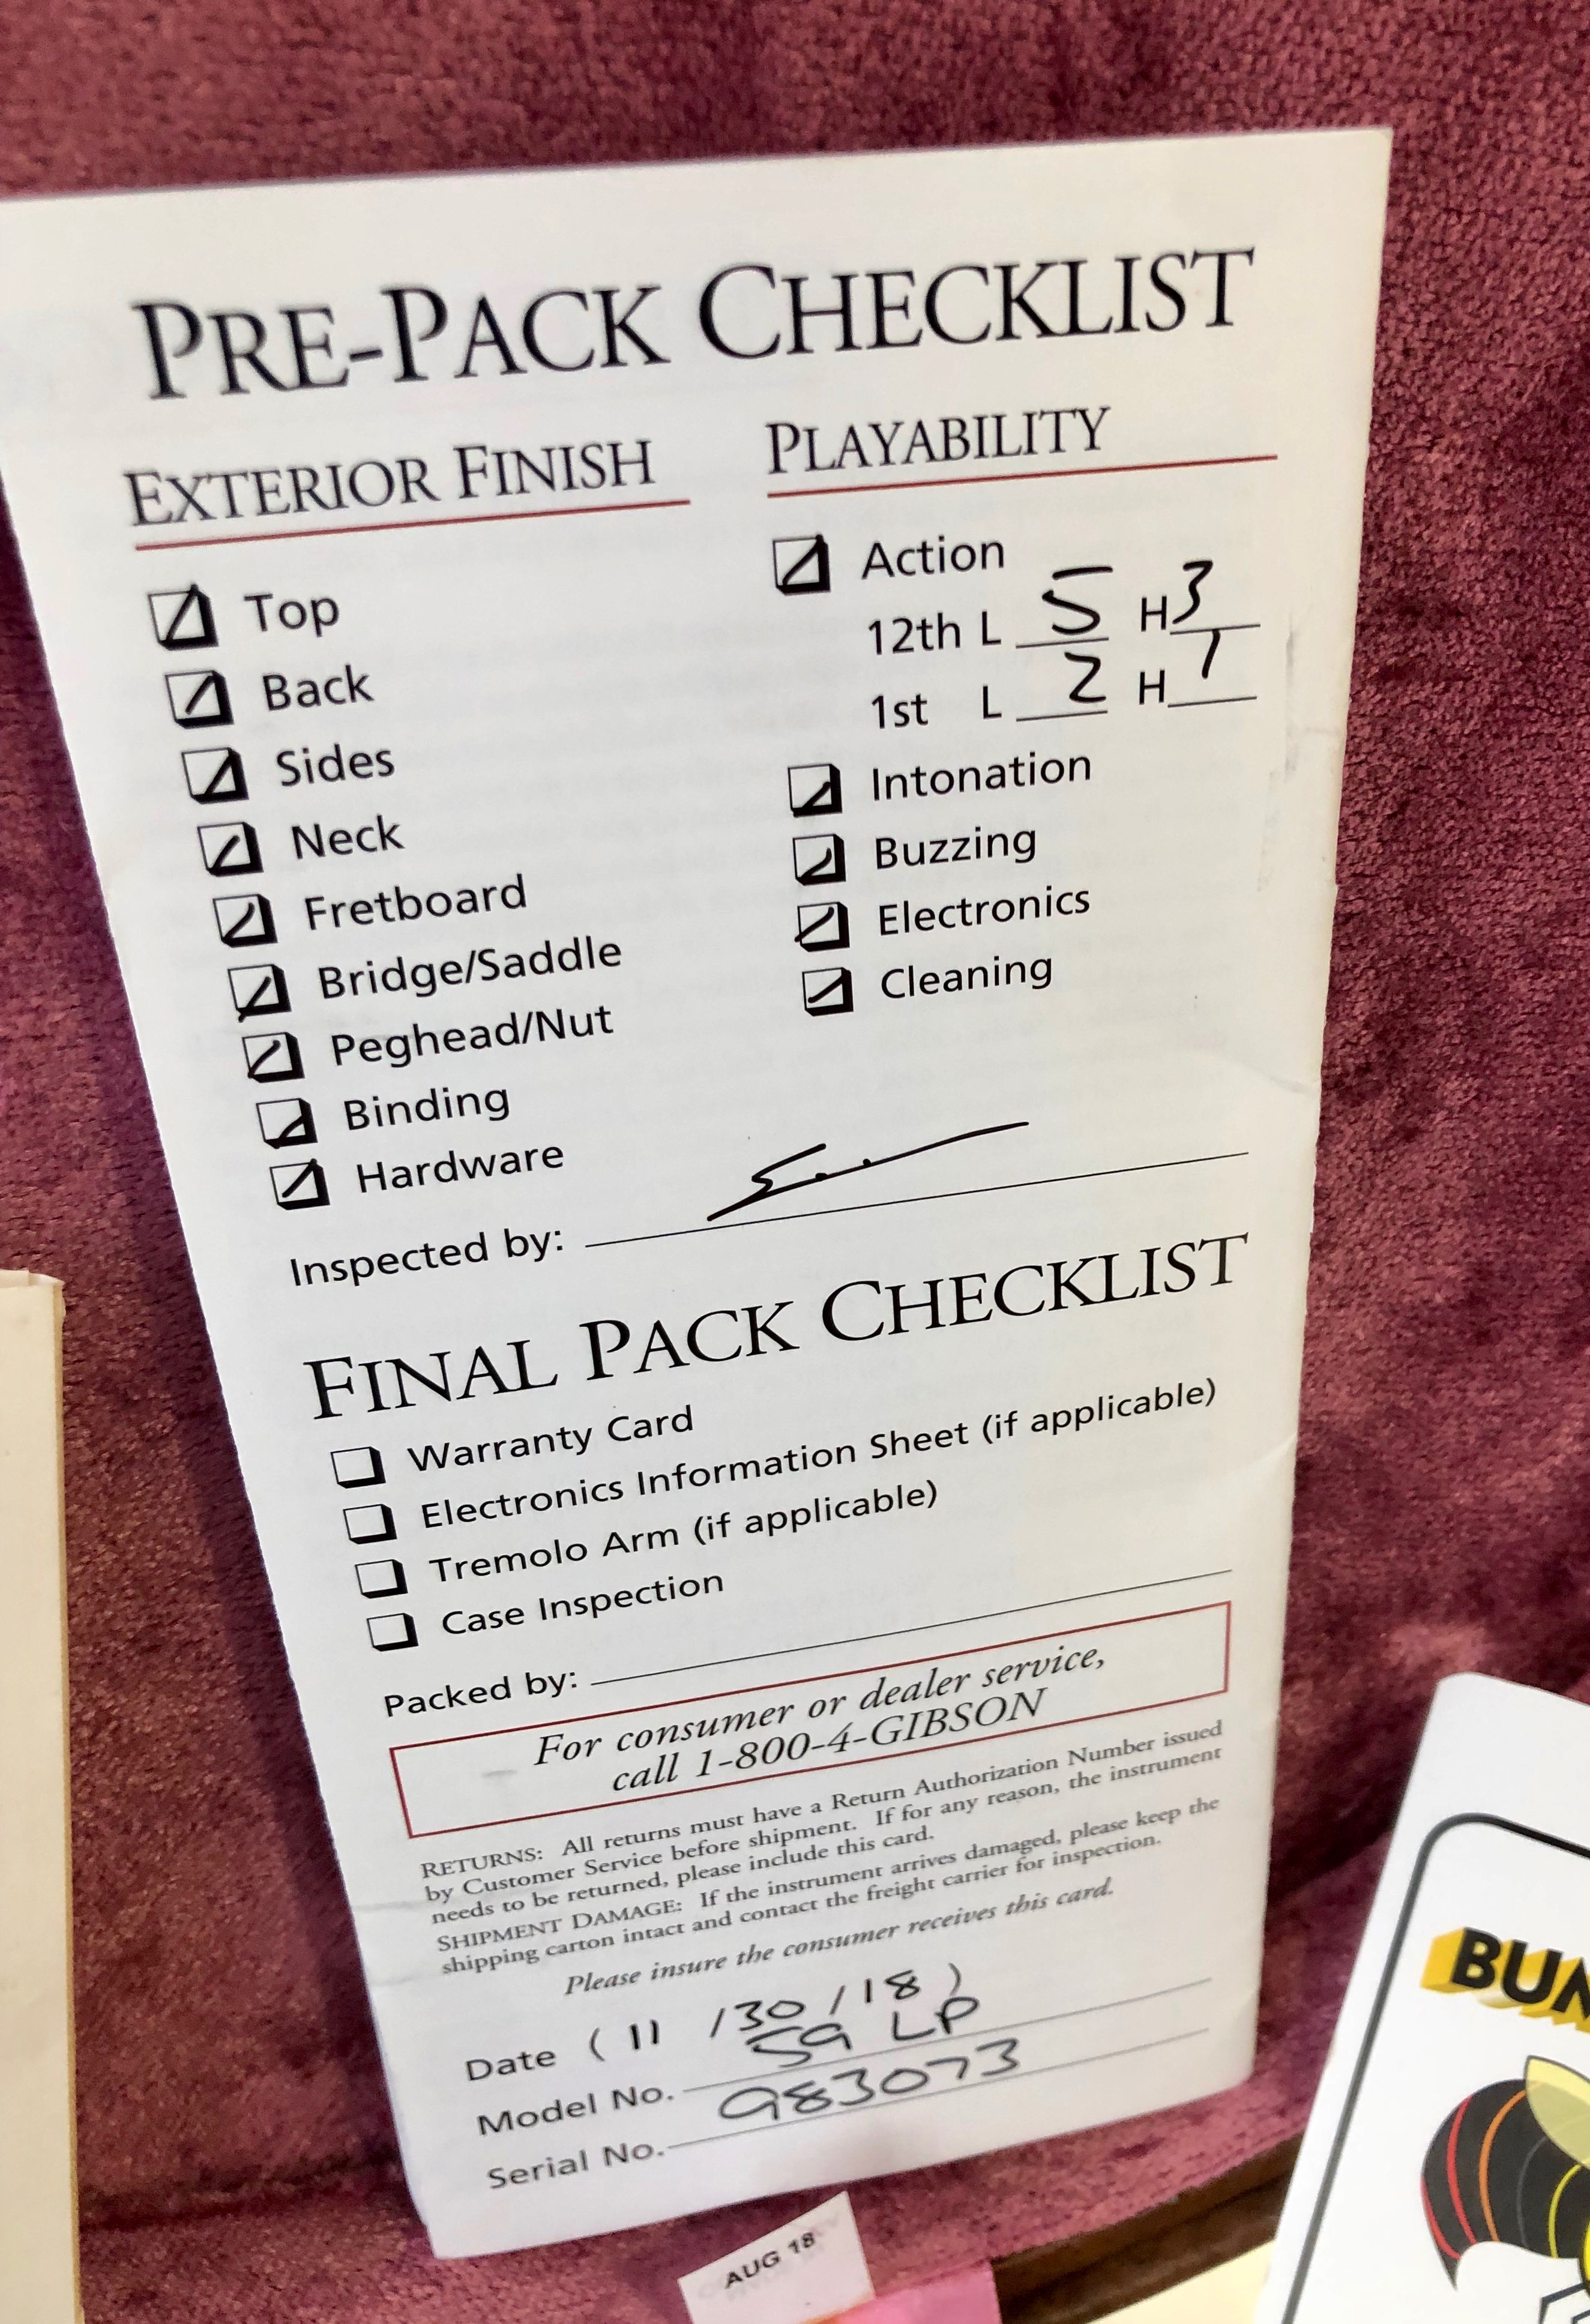 PRE-PACK CHECKLIST
EXTERIOR FINISH
Top
Back
Sides
Neck
Fretboard
Bridge/Saddle
Peghead/Nut
Binding
Hardware
PLAYABILITY
Action
12th L 5 H 3
1st L 2 H 1
Intonation
Buzzing
Electronics
Cleaning
Inspected by:
FINAL PACK CHECKLIST
Warranty Card
Electronics Information Sheet (if applicable)
Tremolo Arm (if applicable)
Case Inspection
Packed by:
For consumer or dealer service,
call 1-800-4-GIBSON
RETURNS: All returns must have a Return Authorization Number issued
by Customer Service before shipment. If for any reason, the instrument
needs to be returned, please include this card.
SHIPMENT DAMAGE: If the instrument arrives damaged, please keep the
shipping carton intact and contact the freight carrier for inspection.
Please insure the consumer receives this card.
Date ( 11 / 30 / 18 )
Model No. 59 LP
Serial No. 983073
AUG 18
BUM